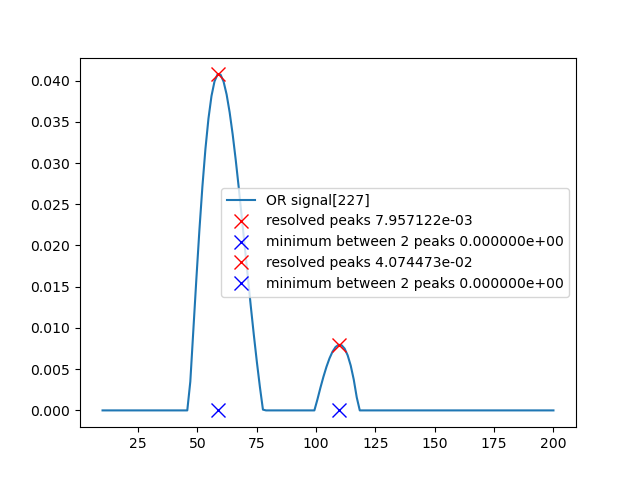 0.040
0.035
0.030
0.025
0.020
0.015
0.010
0.005
0.000
OR signal[227]
resolved peaks 7.957122e-03
minimum between 2 peaks 0.000000e+00
resolved peaks 4.074473e-02
minimum between 2 peaks 0.000000e+00
25 50 75 100 125 150 175 200